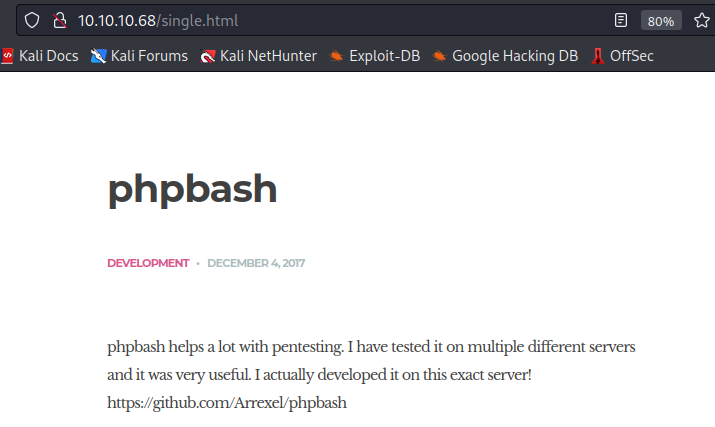 10.10.10.68/single.html
80%
Kali Docs Kali Forums Kali NetHunter Exploit-DB Google Hacking DB OffSec
phpbash
DEVELOPMENT • DECEMBER 4, 2017
phpbash helps a lot with pentesting. I have tested it on multiple different servers
and it was very useful. I actually developed it on this exact server!
https://github.com/Arrexel/phpbash